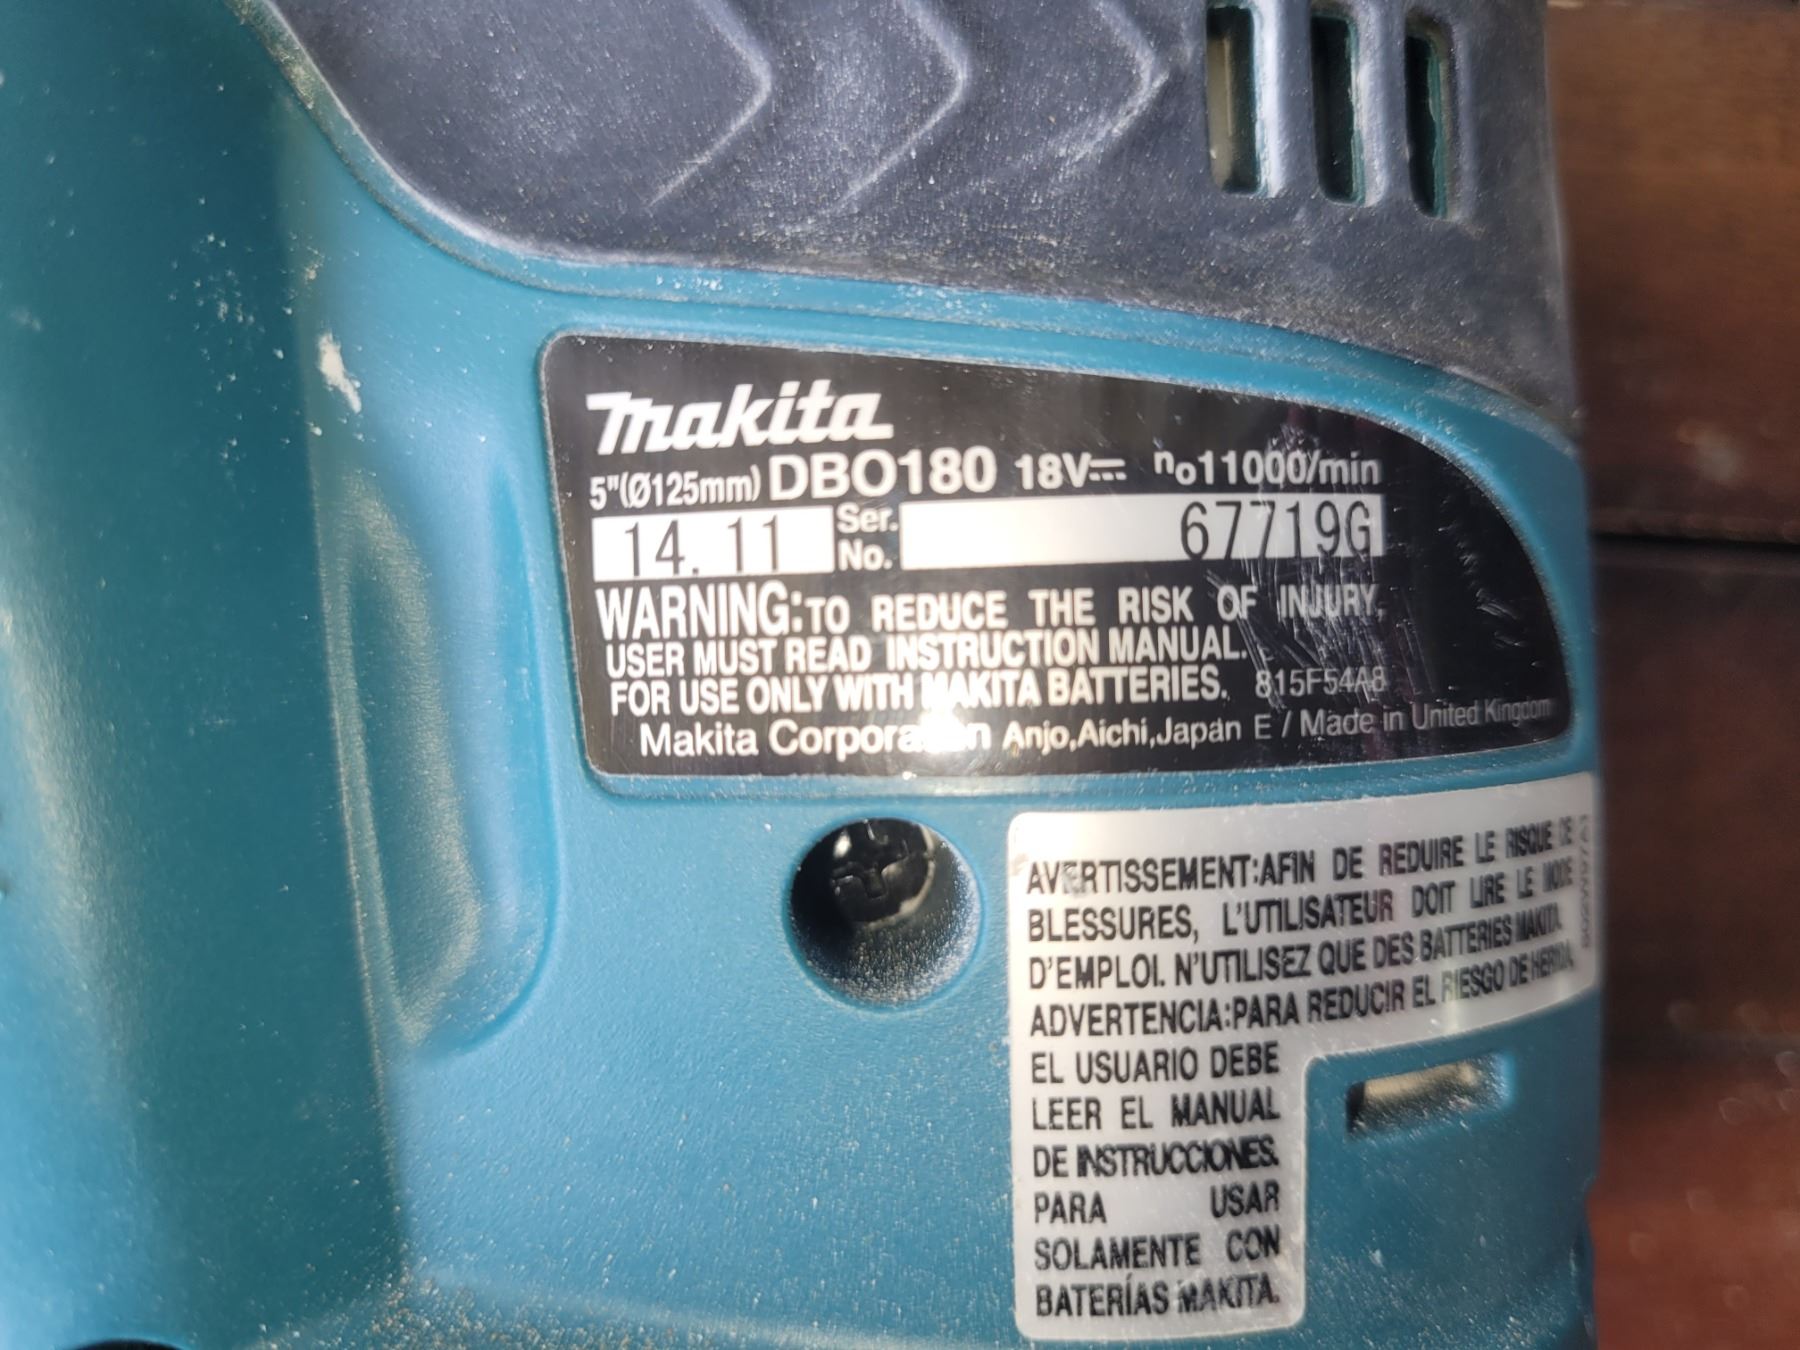 makita
5"(Ø125mm) DBO180 18V⎓ no11000/min
14. 11 Ser. No. 67719G
WARNING:TO REDUCE THE RISK OF INJURY,
USER MUST READ INSTRUCTION MANUAL.
FOR USE ONLY WITH MAKITA BATTERIES. 815F54A8
Makita Corporation Anjo,Aichi,Japan E / Made in United Kingdom
AVERTISSEMENT:AFIN DE REDUIRE LE RISQUE DE
BLESSURES, L'UTILISATEUR DOIT LIRE LE MODE
D'EMPLOI. N'UTILISEZ QUE DES BATTERIES MAKITA.
ADVERTENCIA:PARA REDUCIR EL RIESGO DE HERIDA,
EL USUARIO DEBE
LEER EL MANUAL
DE INSTRUCCIONES.
PARA USAR
SOLAMENTE CON
BATERÍAS MAKITA.